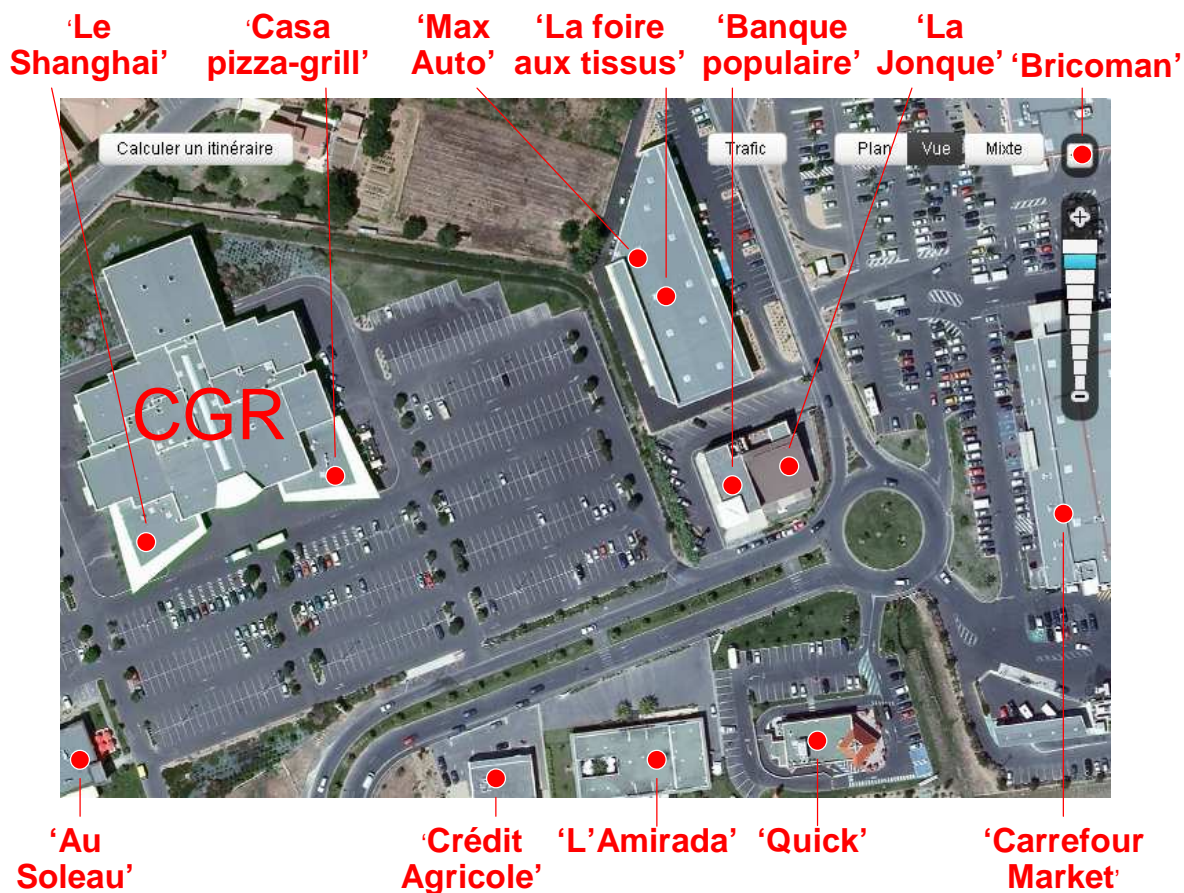 ‘Le Shanghai’
‘Casa pizza-grill’
‘Max Auto’
‘La foire aux tissus’
‘Banque populaire’
‘La Jonque’
‘Bricoman’
Calculer un itinéraire
Trafic
Plan
Vue
Mixte
CGR
‘Au Soleau’
‘Crédit Agricole’
‘L’Amirada’
‘Quick’
‘Carrefour Market’